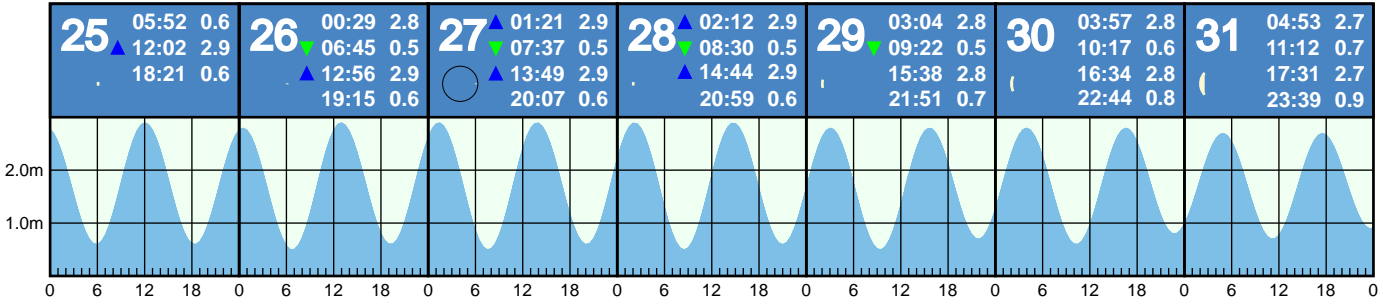 25
05:52 0.6
▲ 12:02 2.9
18:21 0.6
26
00:29 2.8
▼ 06:45 0.5
▲ 12:56 2.9
19:15 0.6
27
▲ 01:21 2.9
▼ 07:37 0.5
▲ 13:49 2.9
20:07 0.6
28
▲ 02:12 2.9
▼ 08:30 0.5
▲ 14:44 2.9
20:59 0.6
29
03:04 2.8
▼ 09:22 0.5
15:38 2.8
21:51 0.7
30
03:57 2.8
10:17 0.6
16:34 2.8
22:44 0.8
31
04:53 2.7
11:12 0.7
17:31 2.7
23:39 0.9
2.0m
1.0m
0 6 12 18 0 6 12 18 0 6 12 18 0 6 12 18 0 6 12 18 0 6 12 18 0 6 12 18 0